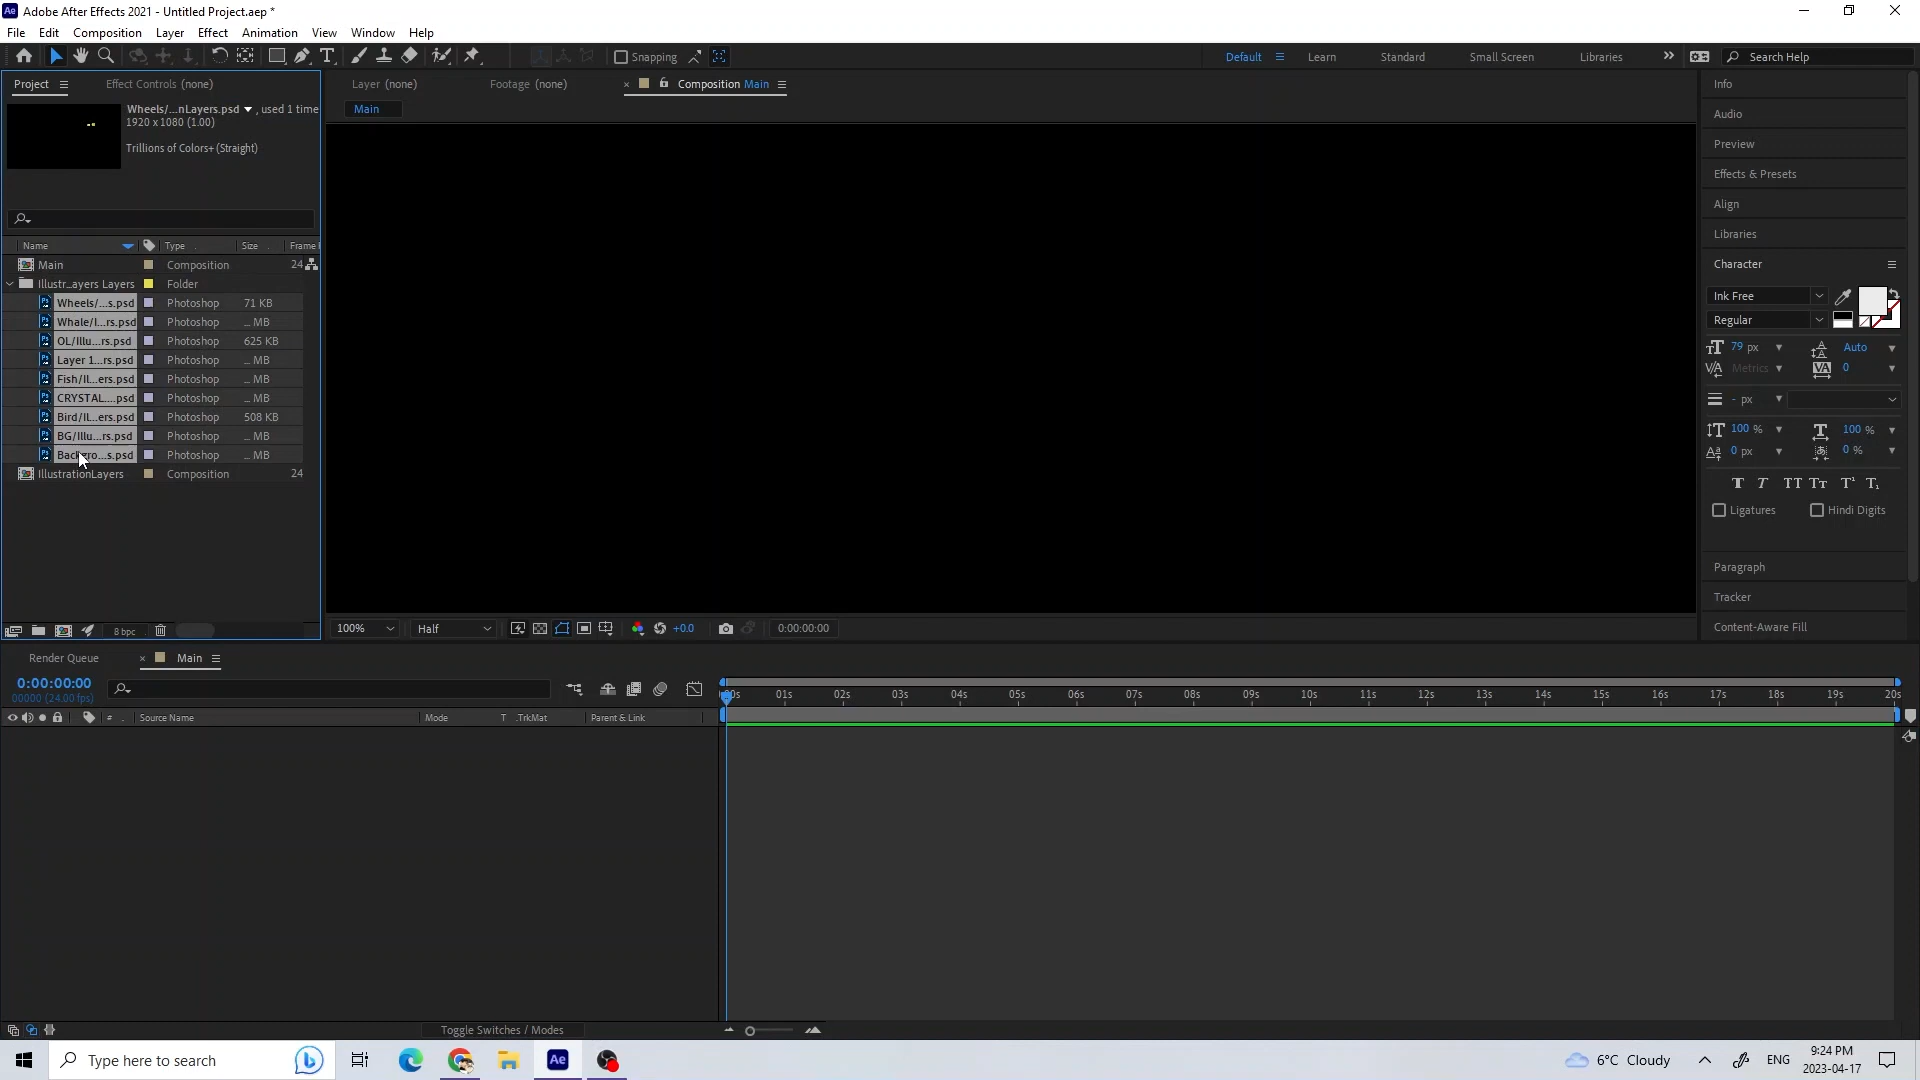 Adobe After Effects 2021 - Untitled Project.aep *
File Edit Composition Layer Effect Animation View Window Help
Snapping
Default Learn Standard Small Screen Libraries Search Help
Project Effect Controls (none)
Layer (none) Footage (none) Composition Main
Main
Wheels/...nLayers.psd , used 1 time
1920 x 1080 (1.00)
Trillions of Colors+ (Straight)
Name Type Size Frame
Main Composition 24
Illustr_ayers Layers Folder
Wheels/...s.psd Photoshop 71 KB
Whale/I...rs.psd Photoshop ... MB
OL/Illu...rs.psd Photoshop 625 KB
Layer 1...rs.psd Photoshop ... MB
Fish/Il...ers.psd Photoshop ... MB
CRYSTAL....psd Photoshop ... MB
Bird/Il...ers.psd Photoshop 508 KB
BG/Illu...rs.psd Photoshop ... MB
Backgro...s.psd Photoshop ... MB
IllustrationLayers Composition 24
8 bpc
100% Half +0.0 0:00:00:00
Info
Audio
Preview
Effects & Presets
Align
Libraries
Character
Ink Free
Regular
79 px Auto
Metrics 0
- px
100 % 100 %
0 px 0 %
T T TT Tt T¹ T₁
Ligatures Hindi Digits
Paragraph
Tracker
Content-Aware Fill
Render Queue Main
0:00:00:00
00000 (24.00 fps)
Source Name Mode T .TrkMat Parent & Link
00s 01s 02s 03s 04s 05s 06s 07s 08s 09s 10s 11s 12s 13s 14s 15s 16s 17s 18s 19s 20s
Toggle Switches / Modes
Type here to search
Ae
6°C Cloudy ENG 9:24 PM
2023-04-17